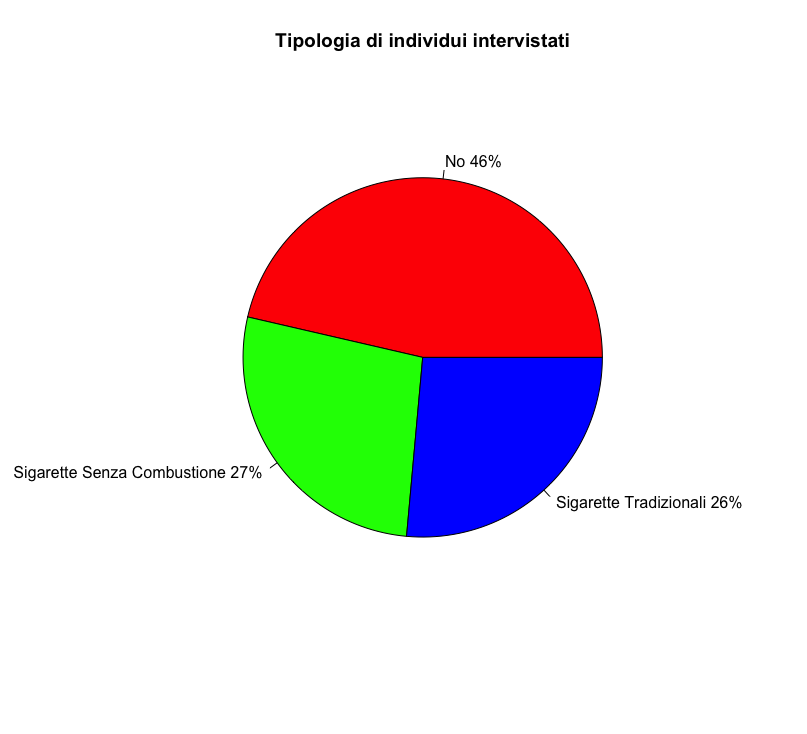 Tipologia di individui intervistati
No 46%
Sigarette Senza Combustione 27%
Sigarette Tradizionali 26%